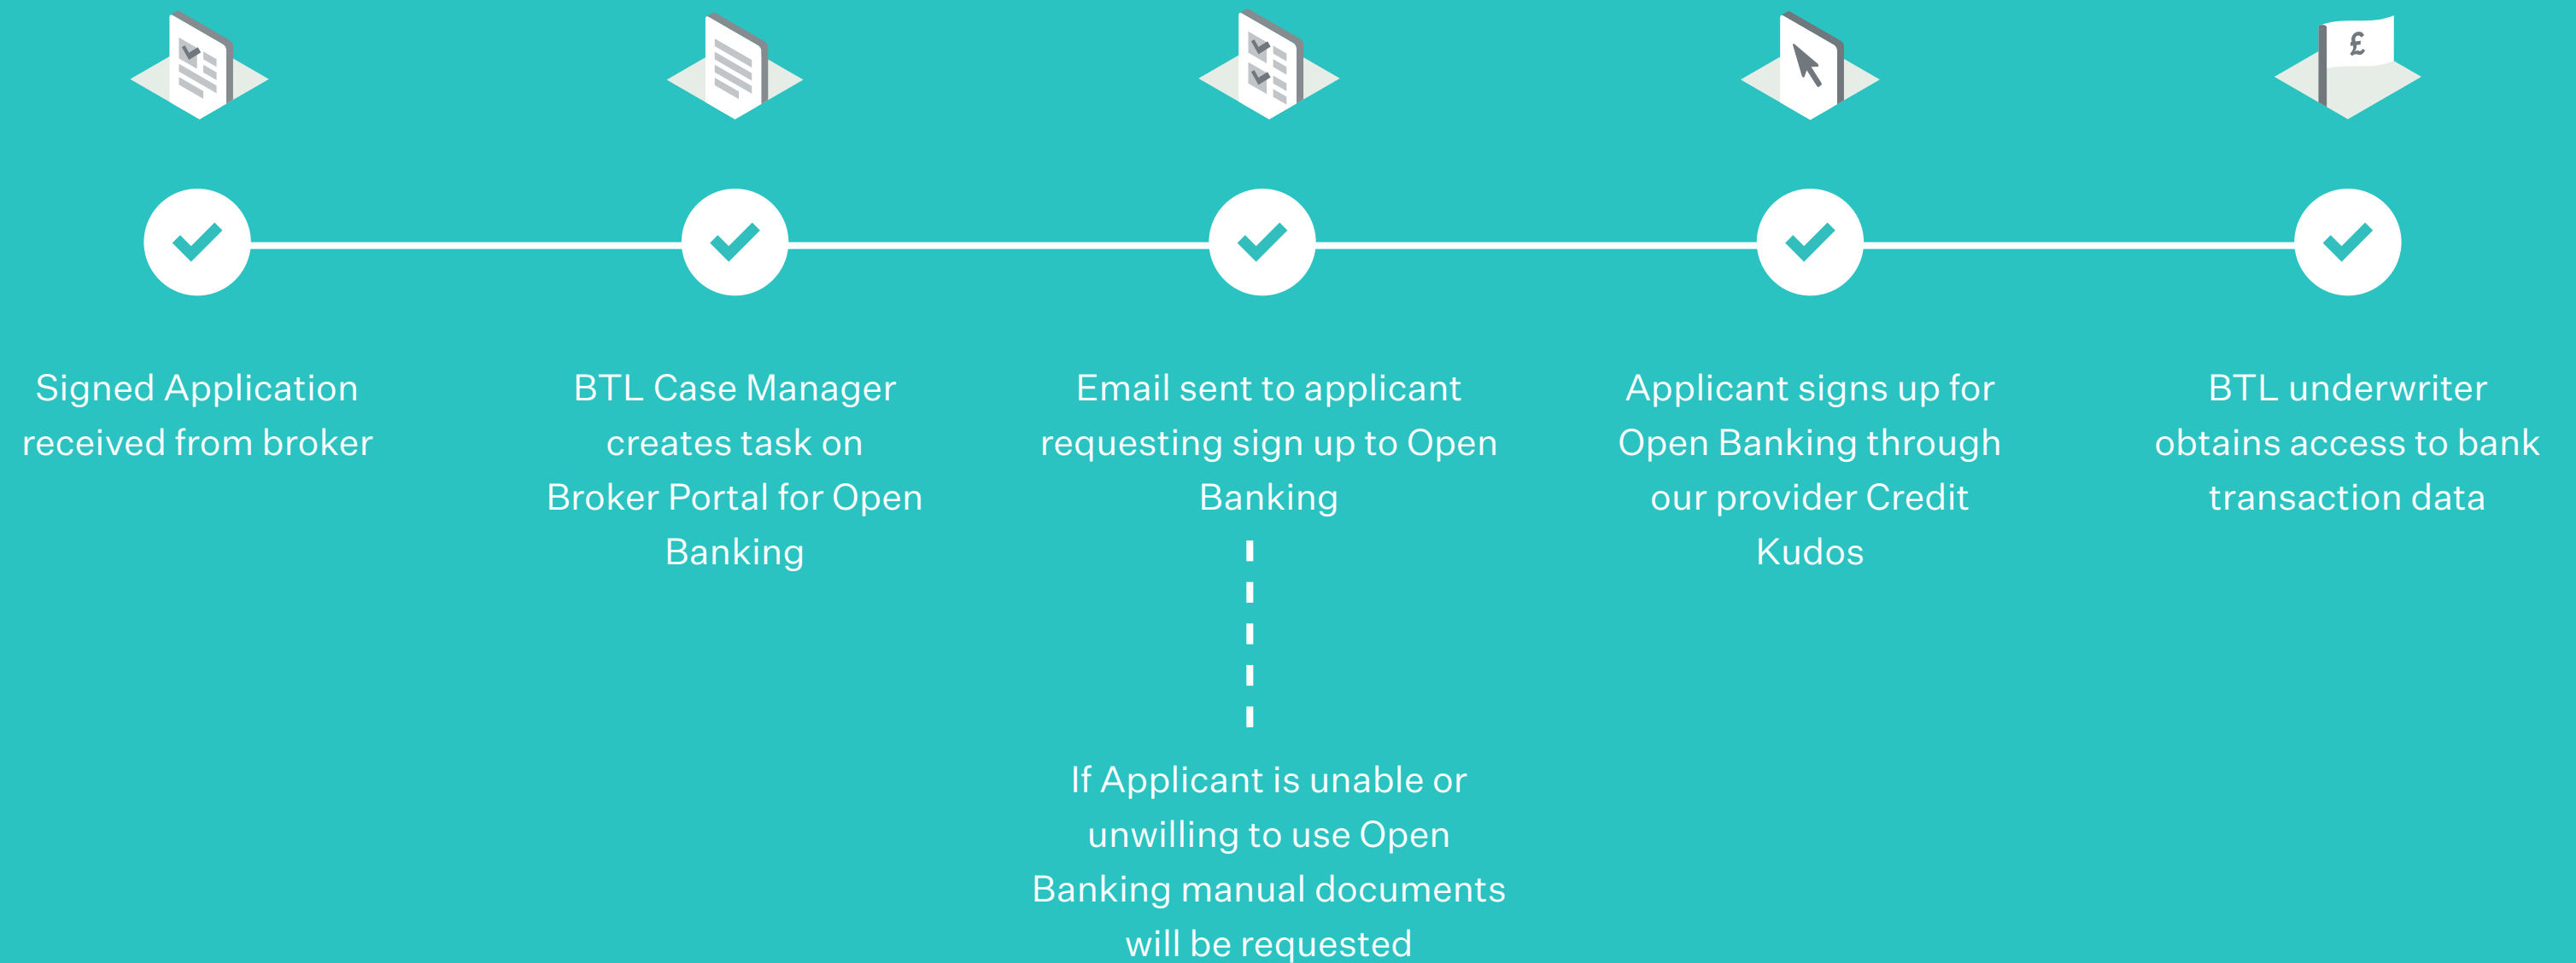 £
Signed Application
received from broker
BTL Case Manager
creates task on
Broker Portal for Open
Banking
Email sent to applicant
requesting sign up to Open
Banking
If Applicant is unable or
unwilling to use Open
Banking manual documents
will be requested
Applicant signs up for
Open Banking through
our provider Credit
Kudos
BTL underwriter
obtains access to bank
transaction data